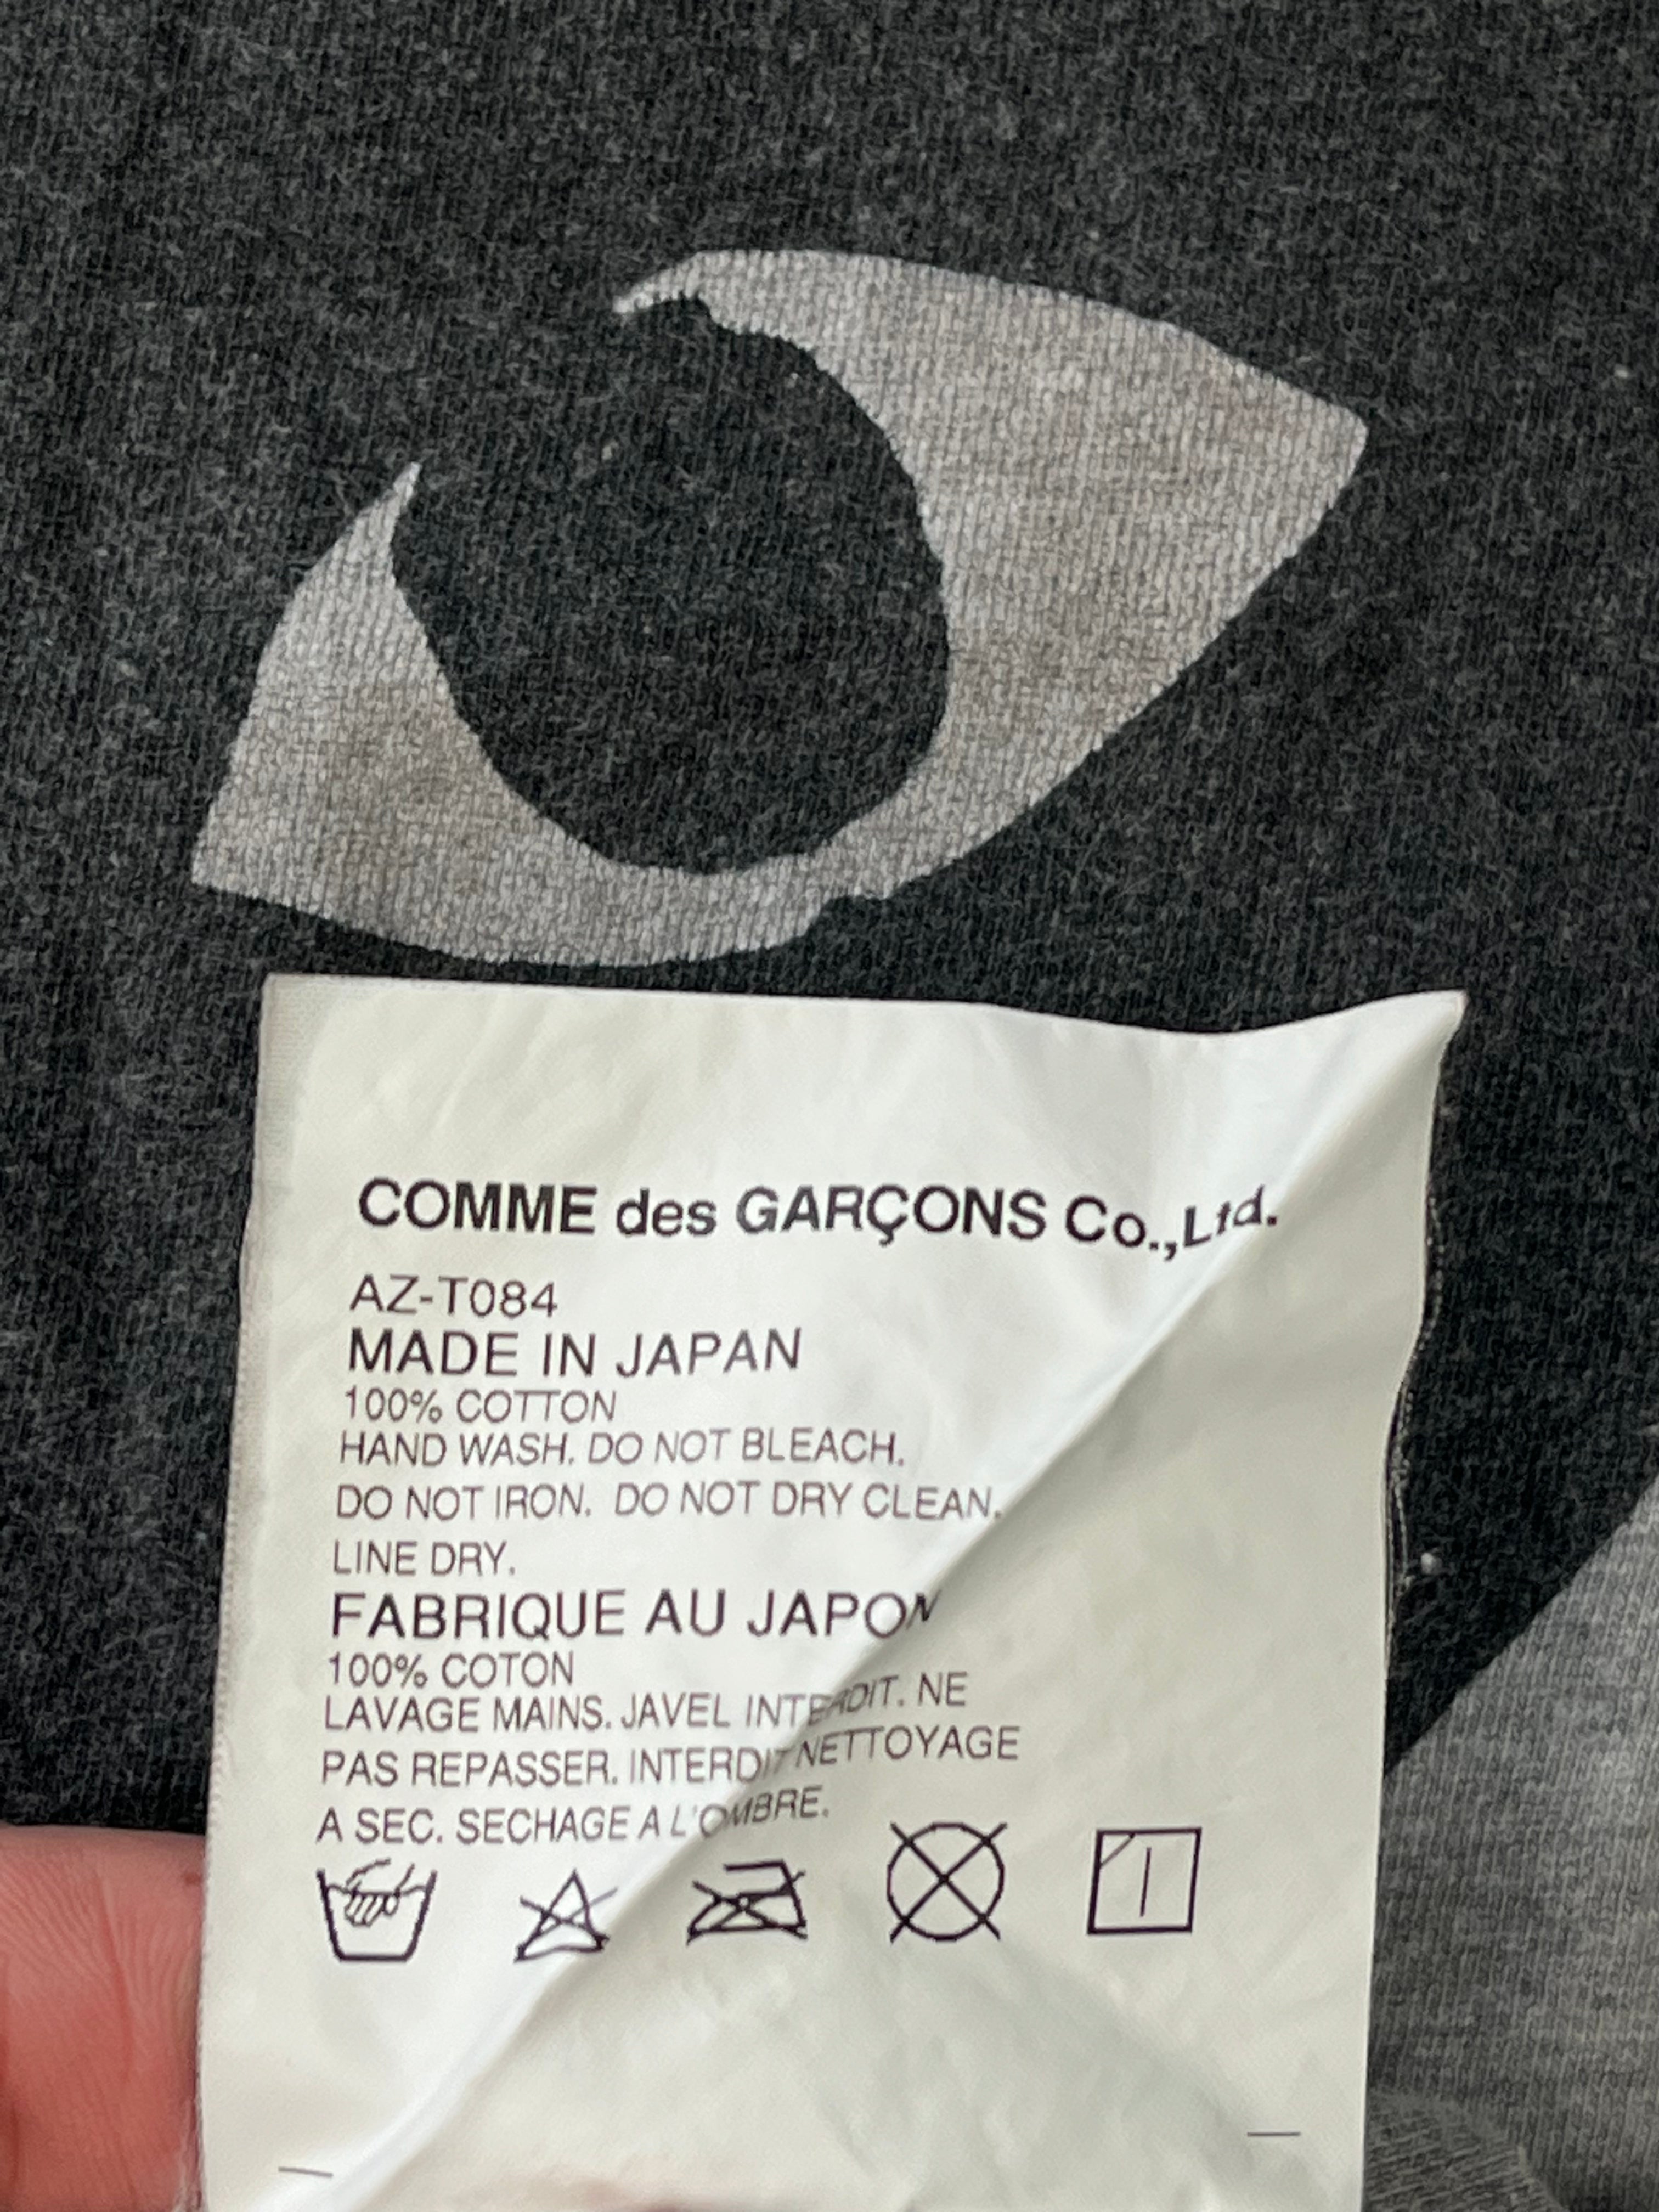 COMME des GARÇONS Co.,Ltd.
AZ-T084
MADE IN JAPAN
100% COTTON
HAND WASH. DO NOT BLEACH.
DO NOT IRON. DO NOT DRY CLEAN.
LINE DRY.
FABRIQUE AU JAPON
100% COTON
LAVAGE MAINS. JAVEL INTERDIT. NE
PAS REPASSER. INTERDIT NETTOYAGE
A SEC. SECHAGE A L'OMBRE.